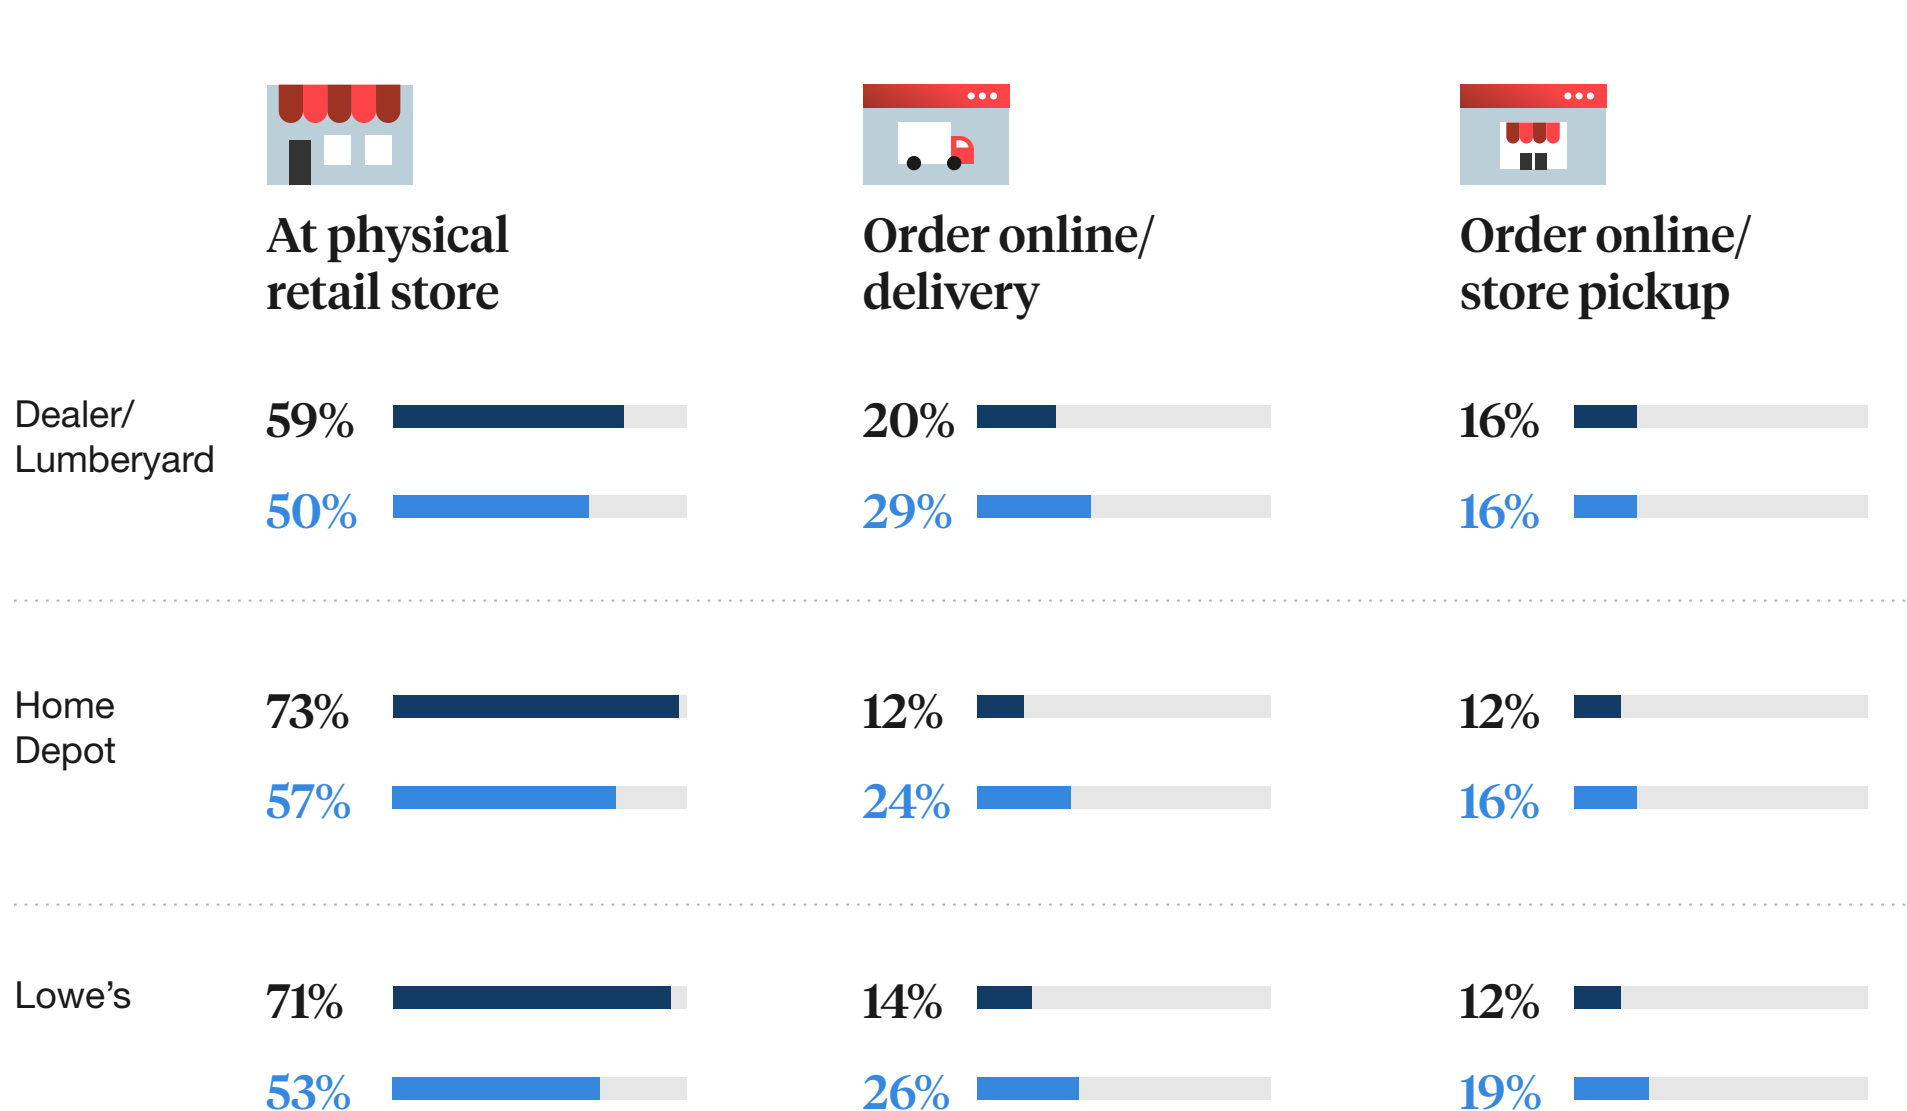 At physical
retail store
Order online/
delivery
Order online/
store pickup
Dealer/
Lumberyard
59%
20%
16%
50%
29%
16%
Home
Depot
73%
12%
12%
57%
24%
16%
Lowe’s
71%
14%
12%
53%
26%
19%